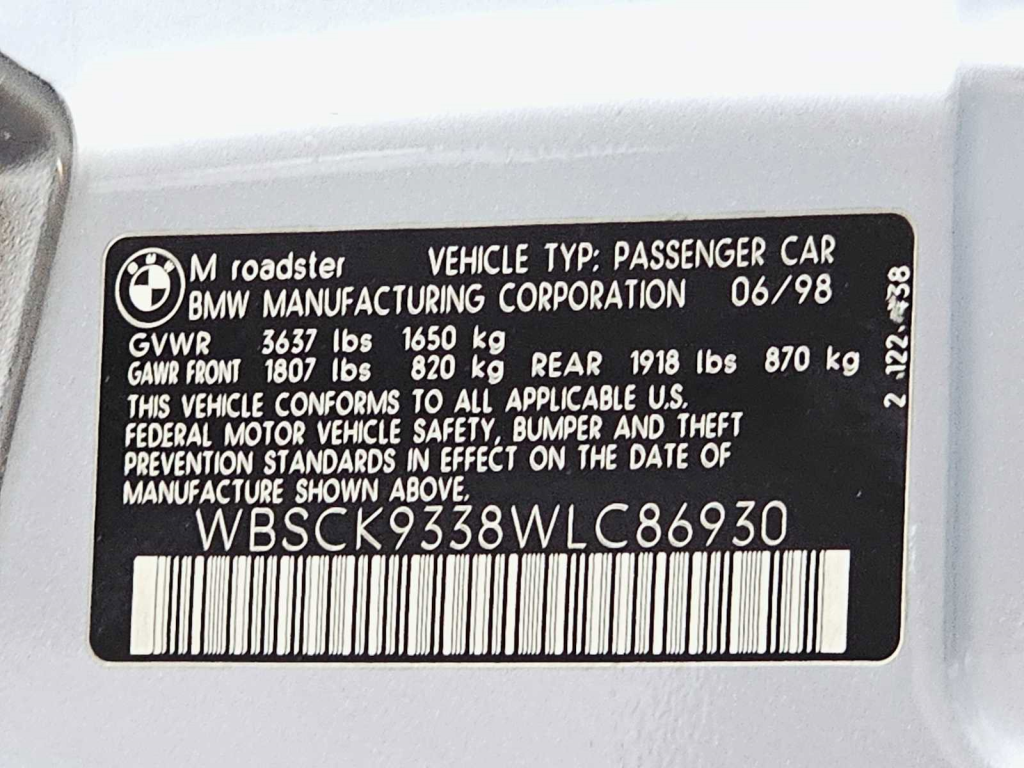 BMW
M roadster VEHICLE TYP: PASSENGER CAR
BMW MANUFACTURING CORPORATION 06/98
GVWR 3637 lbs 1650 kg
GAWR FRONT 1807 lbs 820 kg REAR 1918 lbs 870 kg
THIS VEHICLE CONFORMS TO ALL APPLICABLE U.S.
FEDERAL MOTOR VEHICLE SAFETY, BUMPER AND THEFT
PREVENTION STANDARDS IN EFFECT ON THE DATE OF
MANUFACTURE SHOWN ABOVE.
WBSCK9338WLC86930